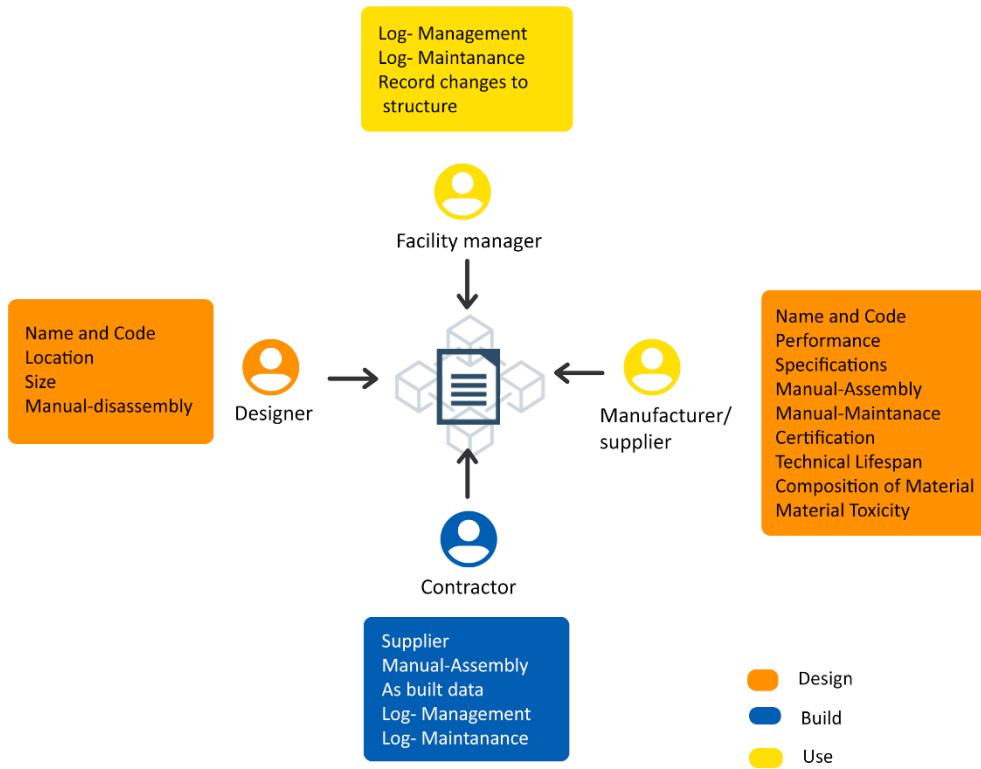 Log- Management
Log- Maintanance
Record changes to
structure
Facility manager
Name and Code
Location
Size
Manual-disassembly
Designer
Manufacturer/
supplier
Name and Code
Performance
Specifications
Manual-Assembly
Manual-Maintanace
Certification
Technical Lifespan
Composition of Material
Material Toxicity
Contractor
Supplier
Manual-Assembly
As built data
Log- Management
Log- Maintanance
Design
Build
Use